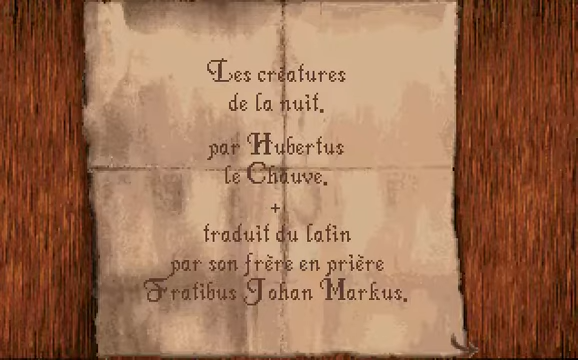 Les créatures
de la nuit.
par Hubertus
le Chauve.
+
traduit du latin
par son frère en prière
Fratibus Johan Markus.